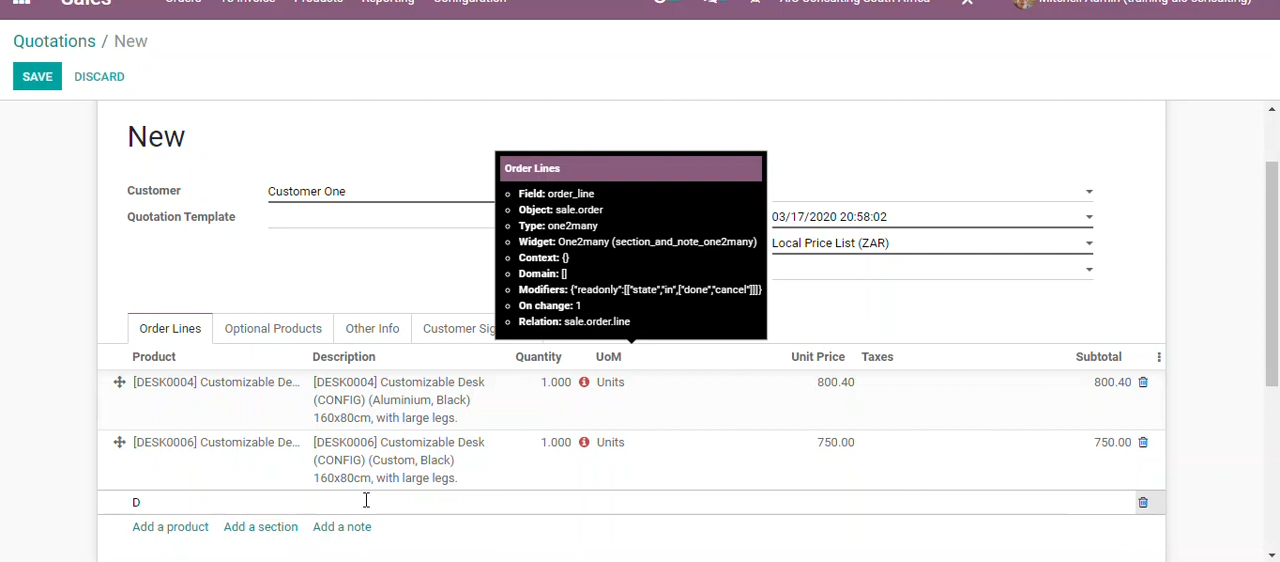 Sales Orders To Invoice Products Reporting Configuration AIO Consulting South Africa Mitchell Admin (training-aio-consulting)
Quotations / New
SAVE DISCARD
New
Customer Customer One
Quotation Template
03/17/2020 20:58:02
Local Price List (ZAR)
Order Lines
Field: order_line
Object: sale.order
Type: one2many
Widget: One2many (section_and_note_one2many)
Context: {}
Domain: []
Modifiers: {"readonly":[["state","in",["done","cancel"]]]}
On change: 1
Relation: sale.order.line
Order Lines Optional Products Other Info Customer Sig
Product Description Quantity UoM Unit Price Taxes Subtotal
[DESK0004] Customizable De... [DESK0004] Customizable Desk 1.000 Units 800.40 800.40
(CONFIG) (Aluminium, Black)
160x80cm, with large legs.
[DESK0006] Customizable De... [DESK0006] Customizable Desk 1.000 Units 750.00 750.00
(CONFIG) (Custom, Black)
160x80cm, with large legs.
D
Add a product Add a section Add a note